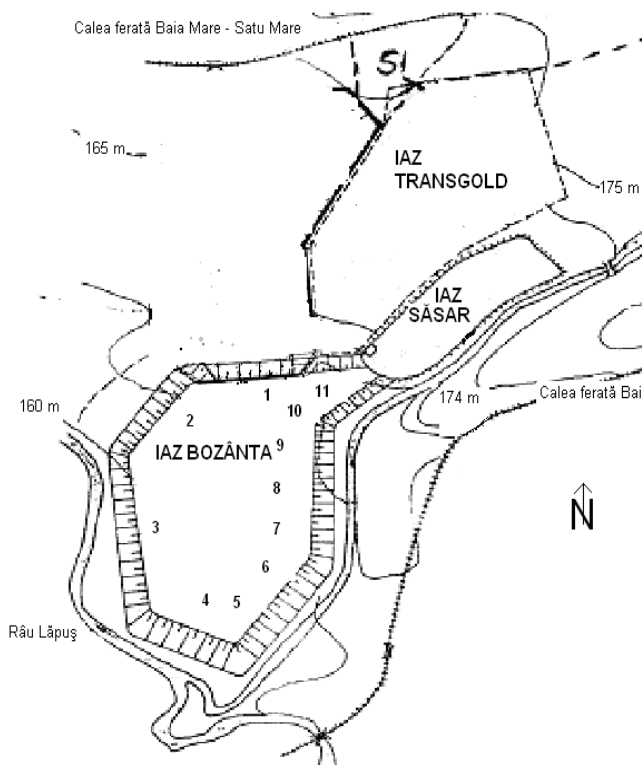 Calea ferată Baia Mare - Satu Mare
S1
165 m
IAZ
TRANSGOLD
175 m
IAZ
SĂSAR
1
11
174 m
Calea ferată Bai
160 m
2
10
IAZ BOZÂNTA
9
8
N
3
7
6
4
5
Râu Lăpuş